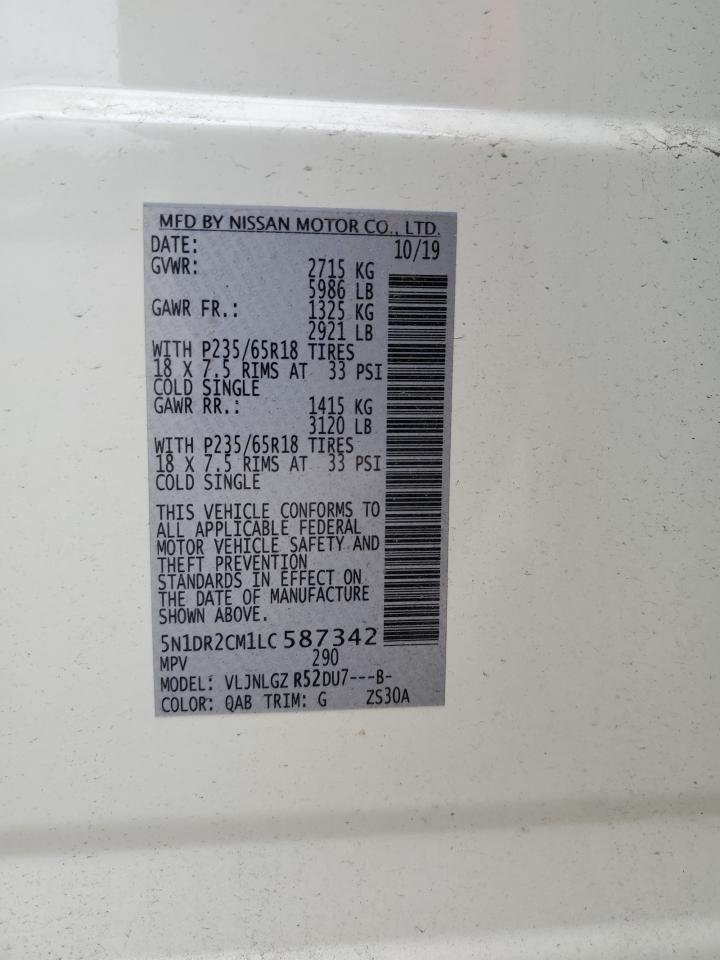 MFD BY NISSAN MOTOR CO., LTD.
DATE: 10/19
GVWR: 2715 KG
5986 LB
GAWR FR.: 1325 KG
2921 LB
WITH P235/65R18 TIRES
18 X 7.5 RIMS AT 33 PSI
COLD SINGLE
GAWR RR.: 1415 KG
3120 LB
WITH P235/65R18 TIRES
18 X 7.5 RIMS AT 33 PSI
COLD SINGLE
THIS VEHICLE CONFORMS TO
ALL APPLICABLE FEDERAL
MOTOR VEHICLE SAFETY AND
THEFT PREVENTION
STANDARDS IN EFFECT ON
THE DATE OF MANUFACTURE
SHOWN ABOVE.
5N1DR2CM1LC 587342
MPV 290
MODEL: VLJNLGZ R52DU7---B-
COLOR: QAB TRIM: G ZS30A